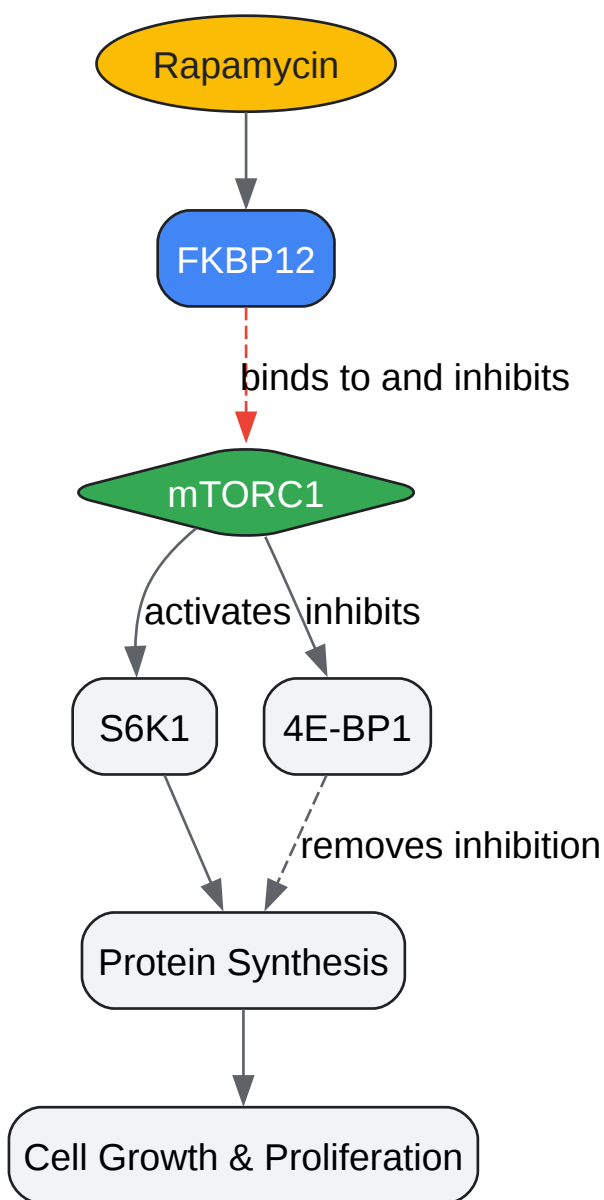 Rapamycin
FKBP12
binds to and inhibits
mTORC1
activates
inhibits
S6K1
4E-BP1
removes inhibition
Protein Synthesis
Cell Growth & Proliferation